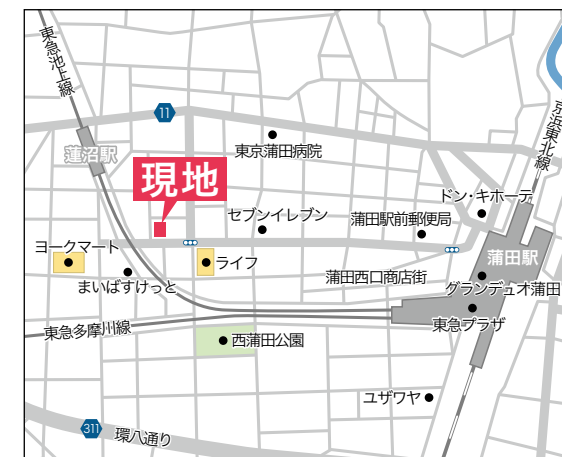 東急池上線
11
京浜東北線
蓮沼駅
東京蒲田病院
現地
ドン・キホーテ
セブンイレブン
蒲田駅前郵便局
ヨークマート
ライフ
蒲田駅
まいばすけっと
蒲田西口商店街
グランデュオ蒲田
東急多摩川線
東急プラザ
西蒲田公園
ユザワヤ
311
環八通り